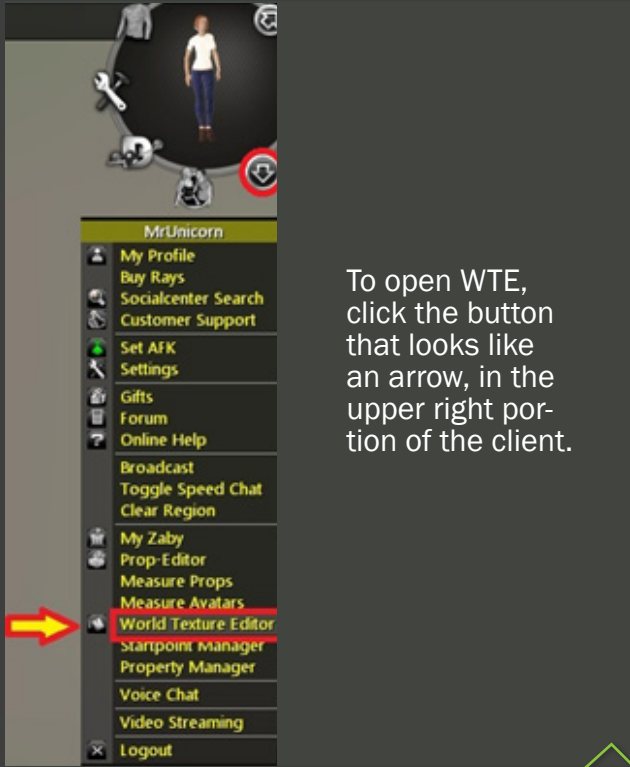 MrUnicorn
My Profile
Buy Rays
Socialcenter Search
Customer Support
Set AFK
Settings
Gifts
Forum
Online Help
Broadcast
Toggle Speed Chat
Clear Region
My Zaby
Prop-Editor
Measure Props
Measure Avatars
World Texture Editor
Startpoint Manager
Property Manager
Voice Chat
Video Streaming
Logout
To open WTE,
click the button
that looks like
an arrow, in the
upper right por-
tion of the client.